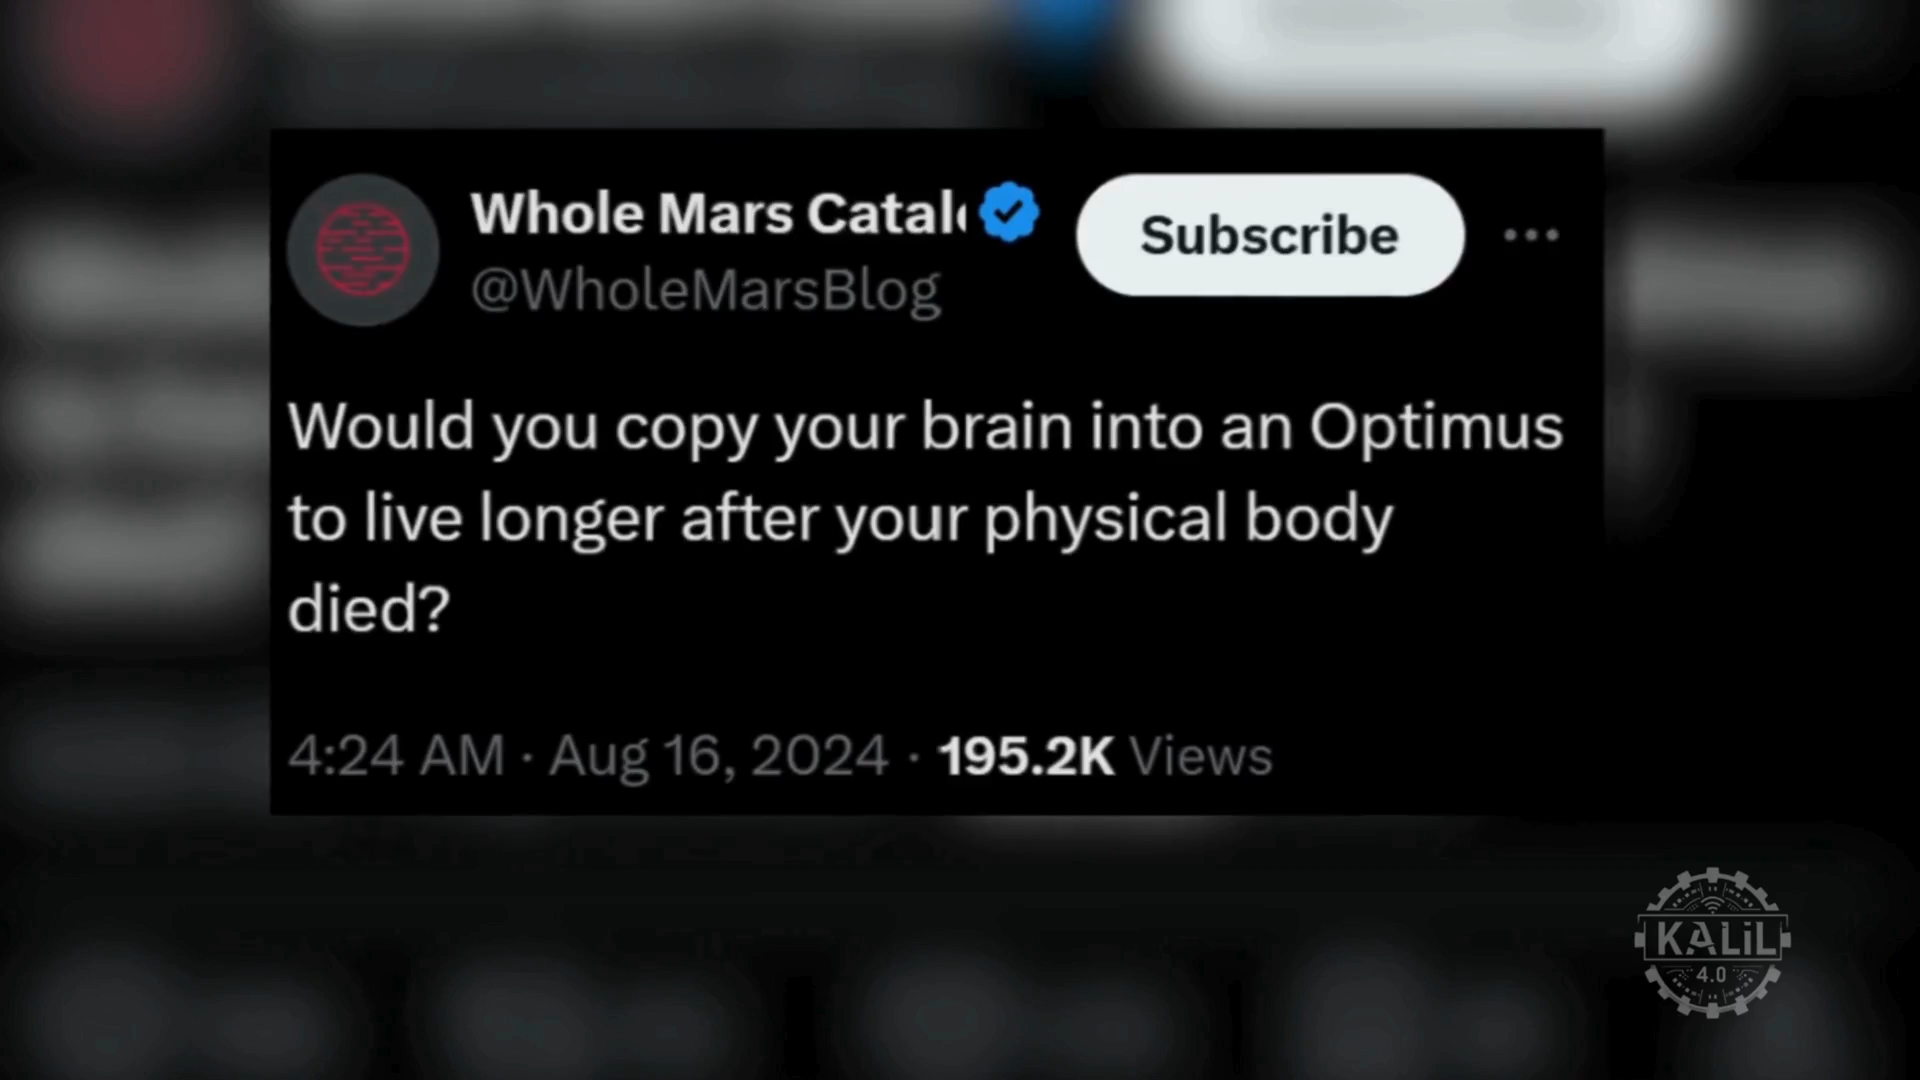 Whole Mars Catal
@WholeMarsBlog
Subscribe
Would you copy your brain into an Optimus
to live longer after your physical body
died?
4:24 AM · Aug 16, 2024 · 195.2K Views
KALiL
4.0